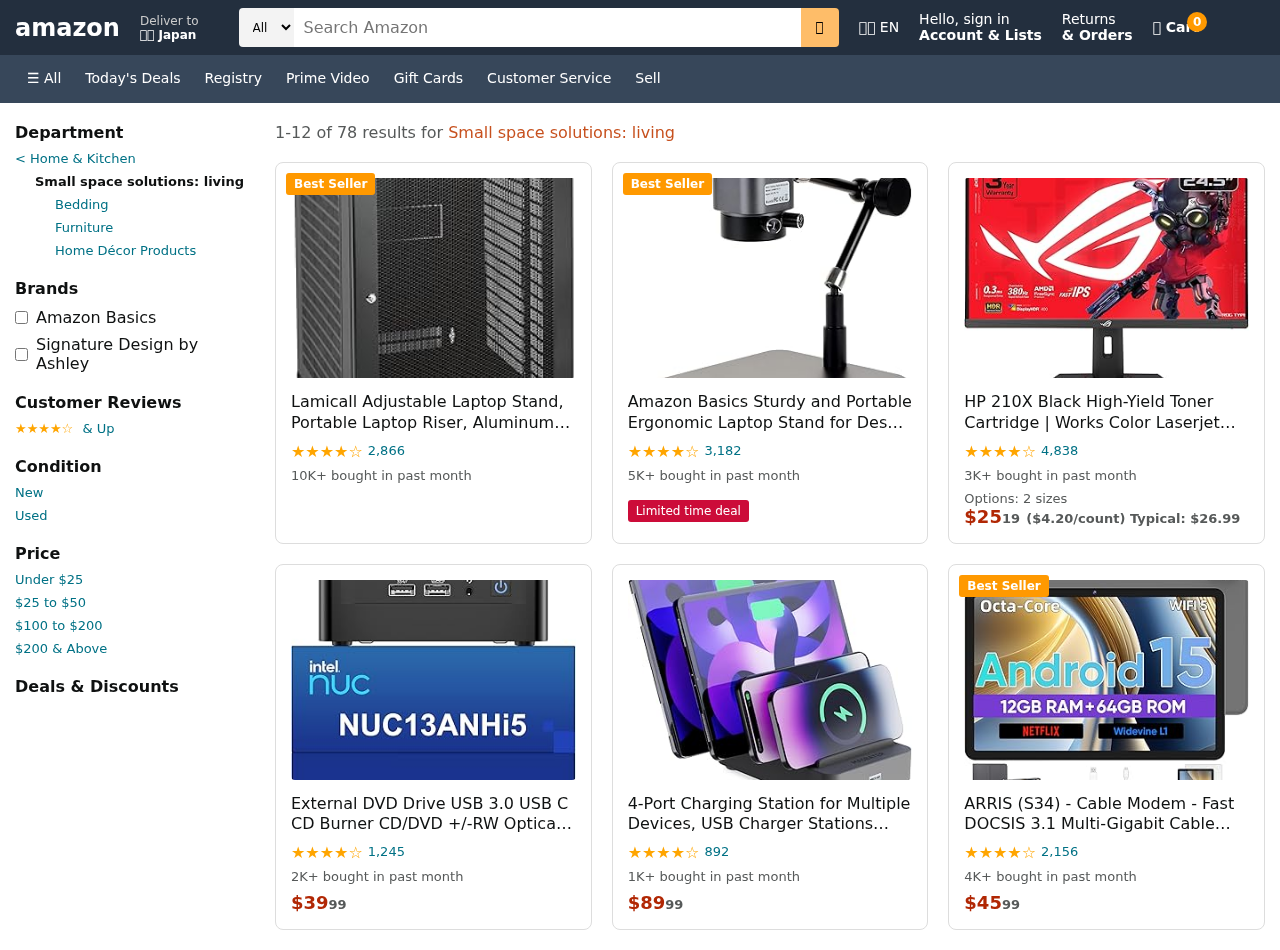 amazon
Deliver to
Japan
All
Search Amazon
EN
Hello, sign in
Account & Lists
Returns
& Orders
0
☰ All
Today's Deals
Registry
Prime Video
Gift Cards
Customer Service
Sell
Department
< Home & Kitchen
Small space solutions: living
Bedding
Furniture
Home Décor Products
Brands
Amazon Basics
Signature Design by
Ashley
Customer Reviews
★★★★☆ & Up
Condition
New
Used
Price
Under $25
$25 to $50
$100 to $200
$200 & Above
Deals & Discounts
1-12 of 78 results for Small space solutions: living
Best Seller
Lamicall Adjustable Laptop Stand,
Portable Laptop Riser, Aluminum…
★★★★☆ 2,866
10K+ bought in past month
Best Seller
Amazon Basics Sturdy and Portable
Ergonomic Laptop Stand for Des…
★★★★☆ 3,182
5K+ bought in past month
Limited time deal
3 Year
Warranty
24.5"
0.3
380
AMD
FAST IPS
HDR
HP 210X Black High-Yield Toner
Cartridge | Works Color Laserjet…
★★★★☆ 4,838
3K+ bought in past month
Options: 2 sizes
$25 19 ($4.20/count) Typical: $26.99
intel
nuc
NUC13ANHi5
External DVD Drive USB 3.0 USB C
CD Burner CD/DVD +/-RW Optica…
★★★★☆ 1,245
2K+ bought in past month
$39 99
4-Port Charging Station for Multiple
Devices, USB Charger Stations…
★★★★☆ 892
1K+ bought in past month
$89 99
Best Seller
Octa-Core
WIFI 5
Android 15
12GB RAM+64GB ROM
NETFLIX
Widevine L1
ARRIS (S34) - Cable Modem - Fast
DOCSIS 3.1 Multi-Gigabit Cable…
★★★★☆ 2,156
4K+ bought in past month
$45 99